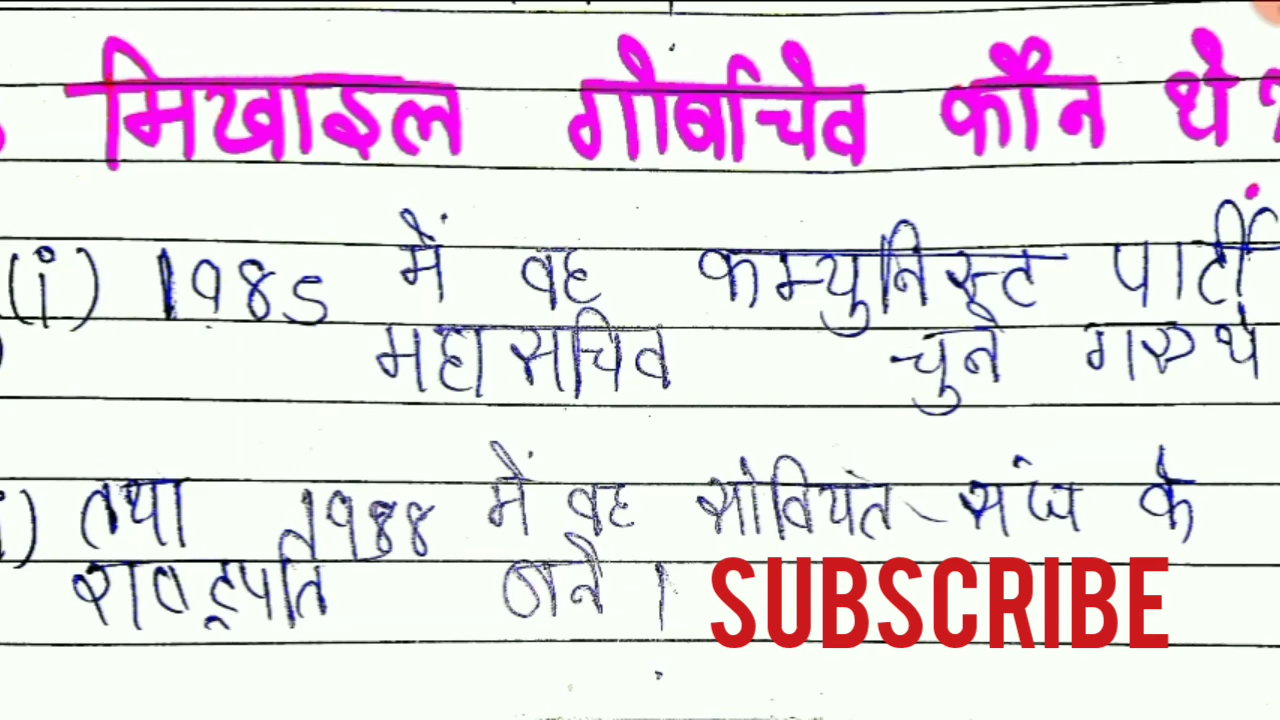 मिखाइल गोर्बाचेव कौन थे ?
(i) 1985 में वह कम्युनिस्ट पार्टी
महासचिव चुने गए थे
i) तथा 1988 में वह सोवियत-संघ के
राष्ट्रपति बने ।
SUBSCRIBE